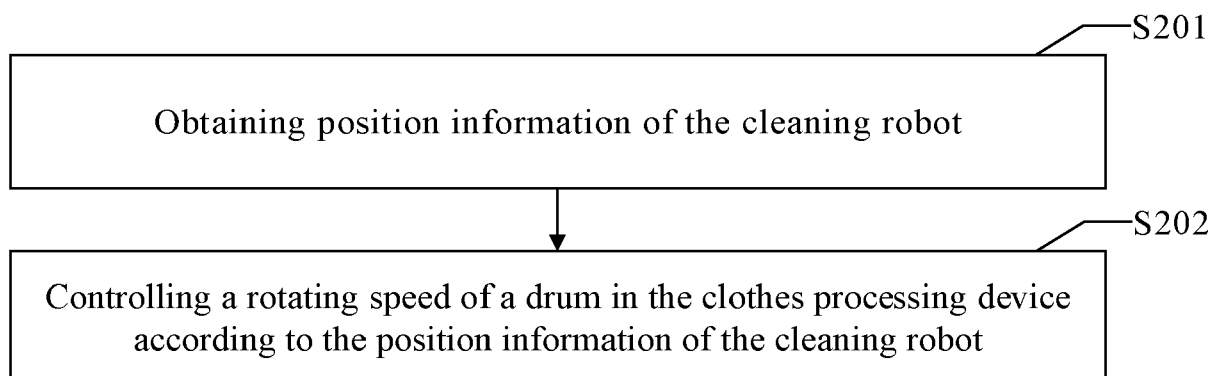 S201
Obtaining position information of the cleaning robot
S202
Controlling a rotating speed of a drum in the clothes processing device
according to the position information of the cleaning robot